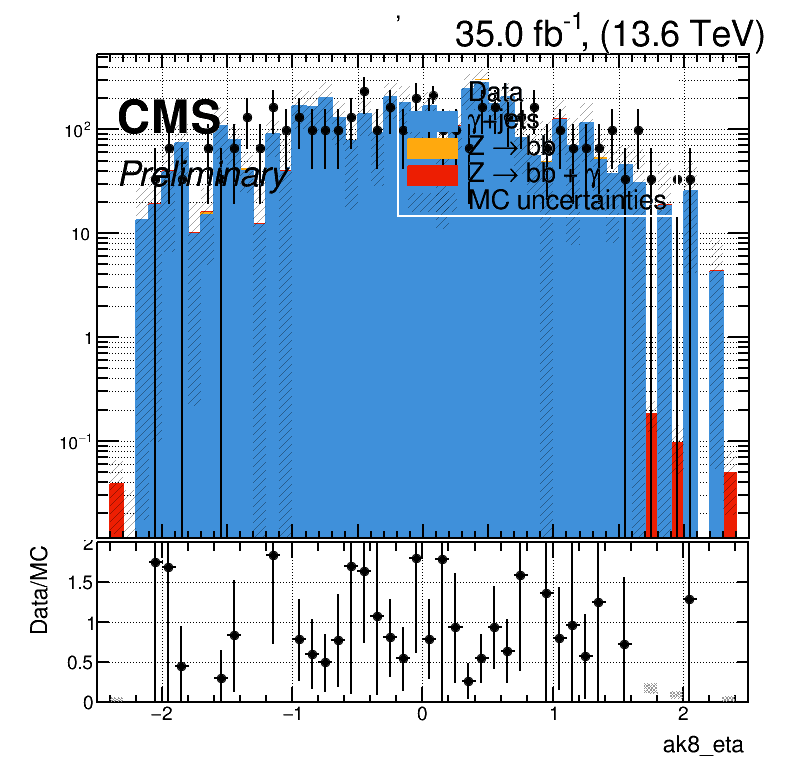 ,
35.0 fb-1, (13.6 TeV)
CMS
Preliminary
Data
γ+jets
Z → bb
Z → bb + γ
MC uncertainties
10²
10
1
10⁻¹
Data/MC
2
1.5
1
0.5
0
−2 −1 0 1 2
ak8_eta